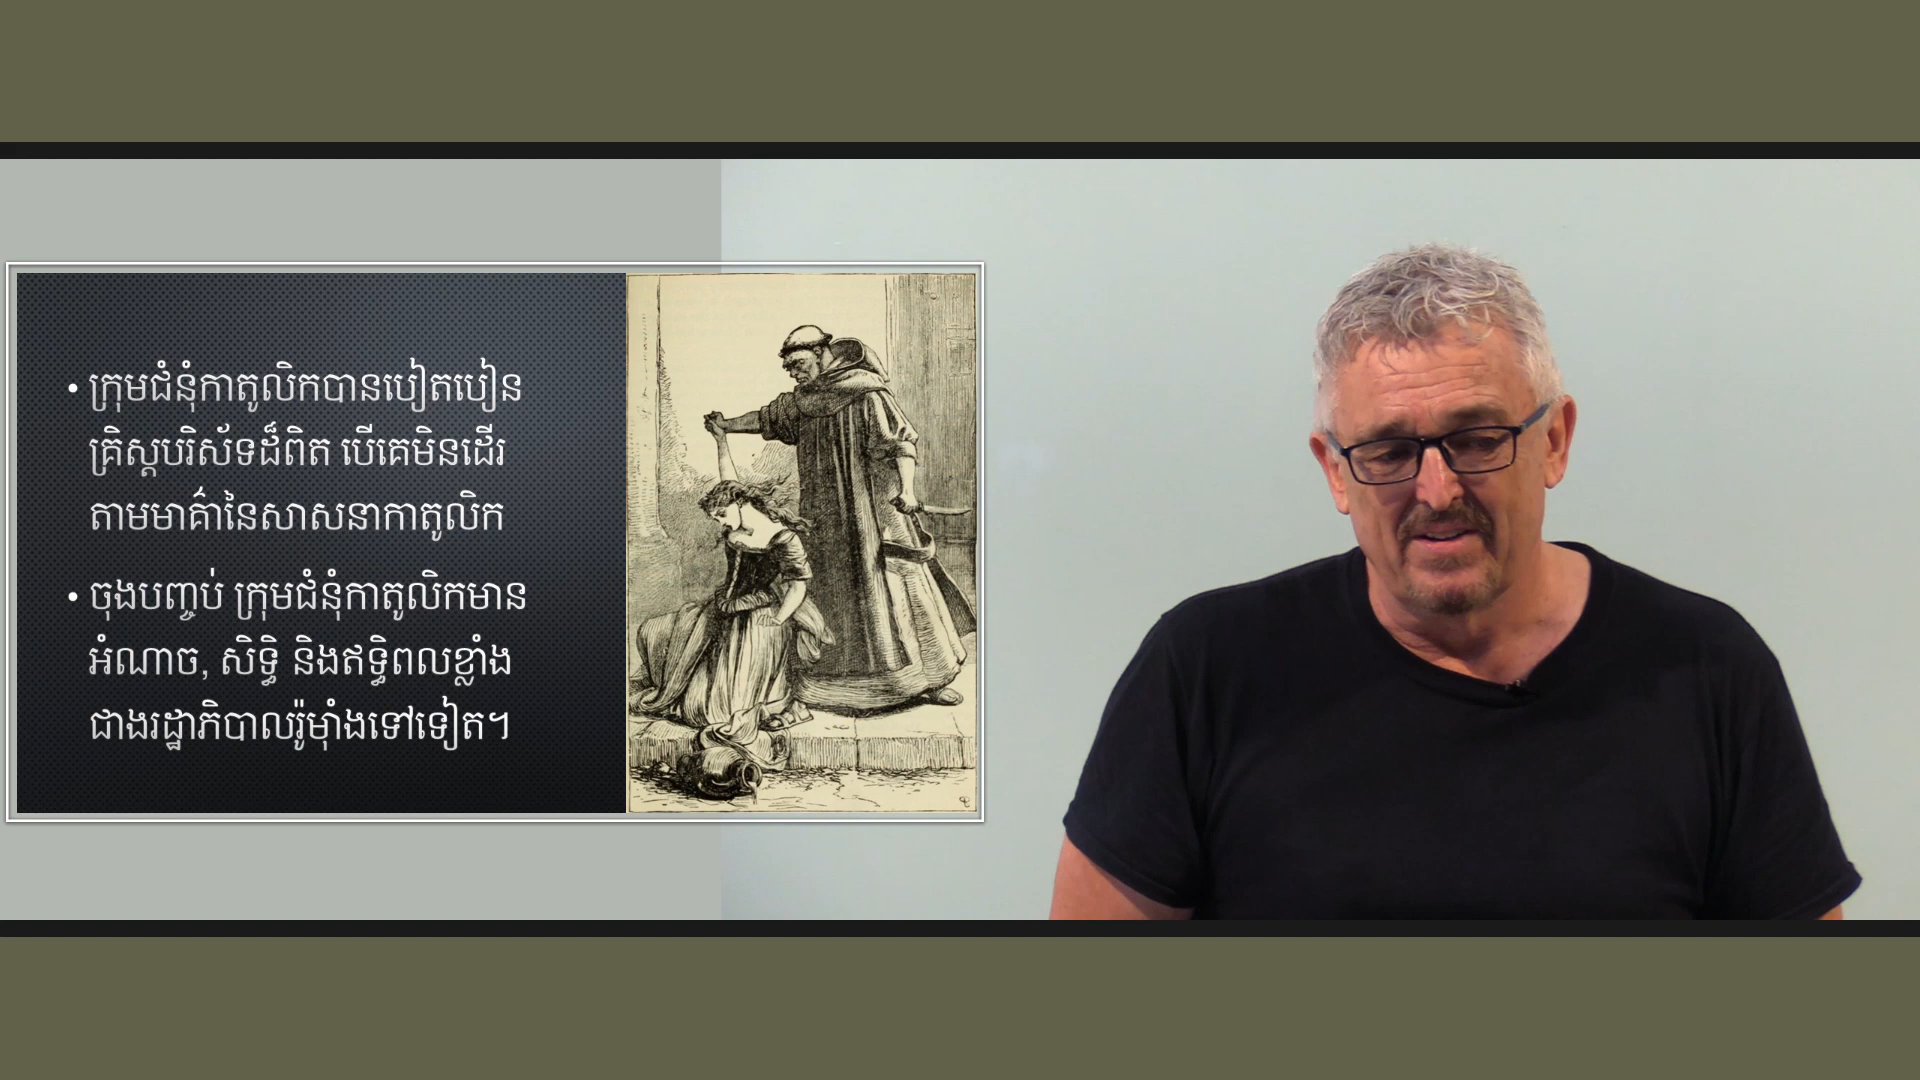 • ក្រុមជំនុំកាតូលិកបានបៀតបៀន
គ្រិស្តបរិស័ទដ៏ពិត បើគេមិនដើរ
តាមមាគ៌ានៃសាសនាកាតូលិក
• ចុងបញ្ចប់ ក្រុមជំនុំកាតូលិកមាន
អំណាច, សិទ្ធិ និងឥទ្ធិពលខ្លាំង
ជាងរដ្ឋាភិបាលរ៉ូម៉ាំងទៅទៀត។